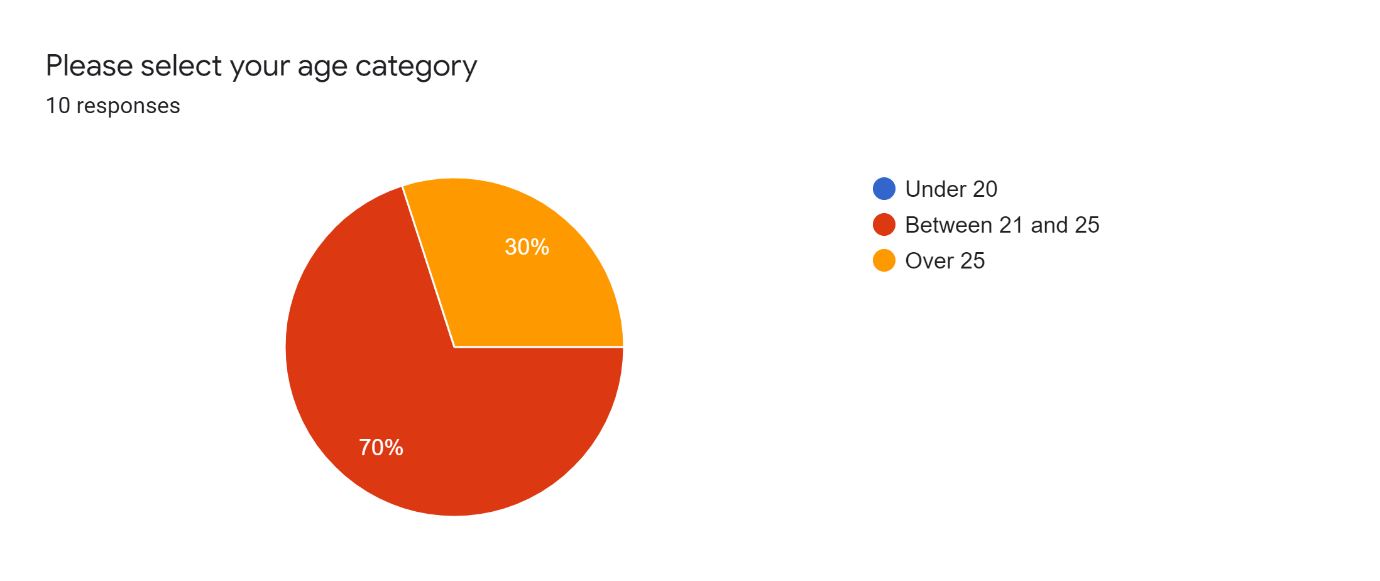 Please select your age category
10 responses
Under 20
Between 21 and 25
Over 25
30%
70%